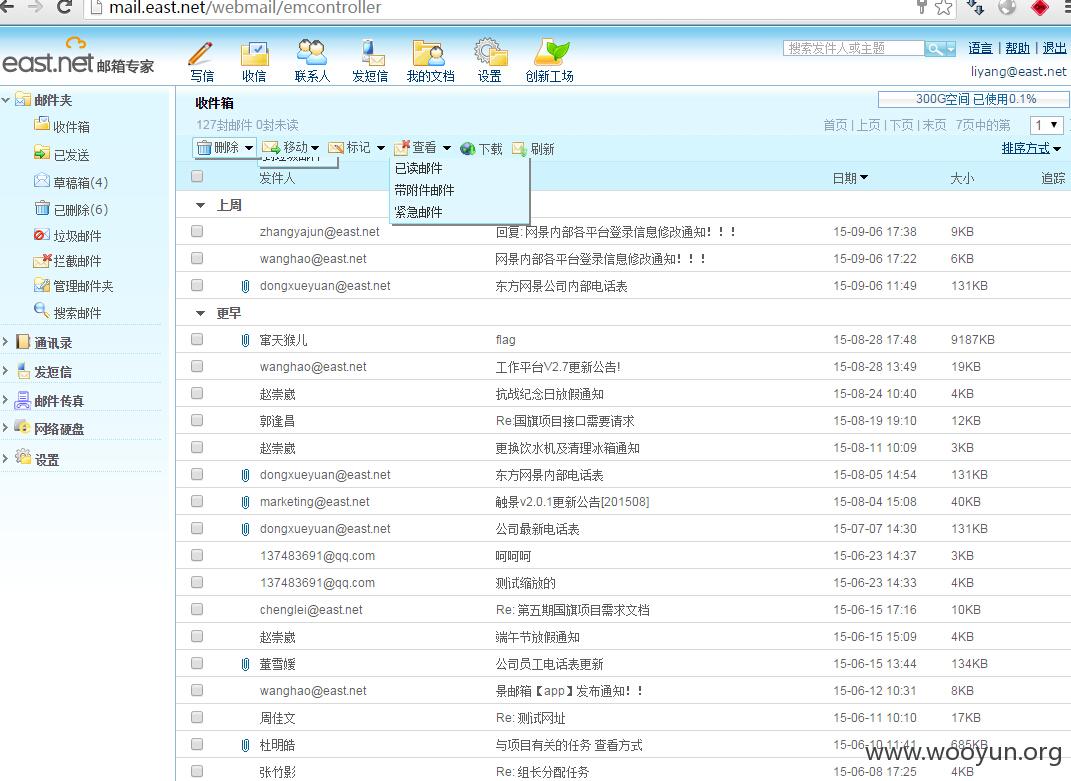 mail.east.net/webmail/emcontroller
east.net 邮箱专家
写信 收信 联系人 发短信 我的文档 设置 创新工场
搜索发件人或主题
语言 | 帮助 | 退出
liyang@east.net
邮件夹
收件箱
已发送
草稿箱(4)
已删除(6)
垃圾邮件
拦截邮件
管理邮件夹
搜索邮件
通讯录
发短信
邮件传真
网络硬盘
设置
收件箱
300G空间 已使用0.1%
127封邮件 0封未读
首页 | 上页 | 下页 | 末页 7页中的第 1
删除 移动 标记 查看 下载 刷新
排序方式
已读邮件
带附件邮件
紧急邮件
发件人 日期 大小 追踪
上周
zhangyajun@east.net 回复: 网景内部各平台登录信息修改通知！！！ 15-09-06 17:38 9KB
wanghao@east.net 网景内部各平台登录信息修改通知！！！ 15-09-06 17:22 6KB
dongxueyuan@east.net 东方网景公司内部电话表 15-09-06 11:49 131KB
更早
窜天猴儿 flag 15-08-28 17:48 9187KB
wanghao@east.net 工作平台V2.7更新公告! 15-08-28 13:49 19KB
赵崇崴 抗战纪念日放假通知 15-08-24 10:40 4KB
郭逢昌 Re:国旗项目接口需要请求 15-08-19 19:10 12KB
赵崇崴 更换饮水机及清理冰箱通知 15-08-11 10:09 3KB
dongxueyuan@east.net 东方网景内部电话表 15-08-05 14:54 131KB
marketing@east.net 触景v2.0.1更新公告[201508] 15-08-04 15:08 40KB
dongxueyuan@east.net 公司最新电话表 15-07-07 14:30 131KB
137483691@qq.com 呵呵呵 15-06-23 14:37 3KB
137483691@qq.com 测试缩放的 15-06-23 14:33 4KB
chenglei@east.net Re: 第五期国旗项目需求文档 15-06-15 17:16 10KB
赵崇崴 端午节放假通知 15-06-15 15:09 4KB
董雪媛 公司员工电话表更新 15-06-15 13:44 134KB
wanghao@east.net 景邮箱【app】发布通知！！ 15-06-12 10:31 8KB
周佳文 Re: 测试网址 15-06-11 10:10 17KB
杜明皓 与项目有关的任务 查看方式 15-06-10 11:41 685KB
张竹影 Re: 组长分配任务 15-06-08 17:25 4KB
www.wooyun.org